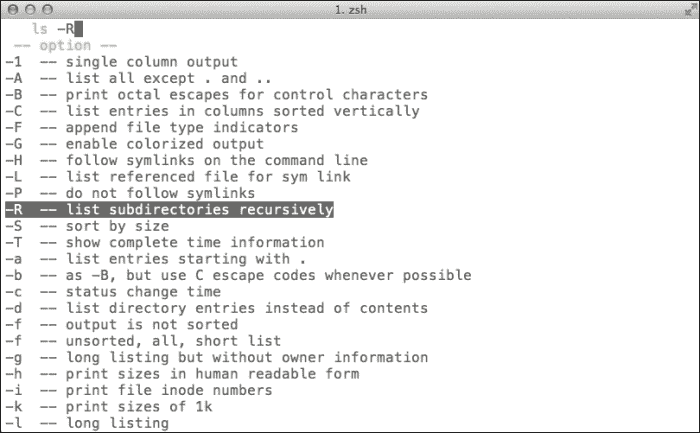 1. zsh
ls -R
-- option --
-1 -- single column output
-A -- list all except . and ..
-B -- print octal escapes for control characters
-C -- list entries in columns sorted vertically
-F -- append file type indicators
-G -- enable colorized output
-H -- follow symlinks on the command line
-L -- list referenced file for sym link
-P -- do not follow symlinks
-R -- list subdirectories recursively
-S -- sort by size
-T -- show complete time information
-a -- list entries starting with .
-b -- as -B, but use C escape codes whenever possible
-c -- status change time
-d -- list directory entries instead of contents
-f -- output is not sorted
-f -- unsorted, all, short list
-g -- long listing but without owner information
-h -- print sizes in human readable form
-i -- print file inode numbers
-k -- print sizes of 1k
-l -- long listing